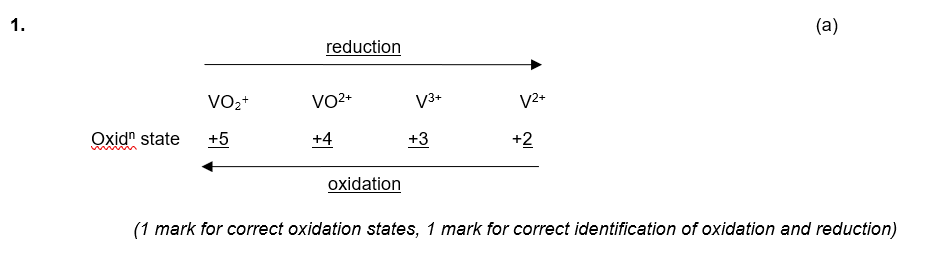 1. (a)
reduction
VO₂⁺ VO²⁺ V³⁺ V²⁺
Oxidⁿ state +5 +4 +3 +2
oxidation
(1 mark for correct oxidation states, 1 mark for correct identification of oxidation and reduction)